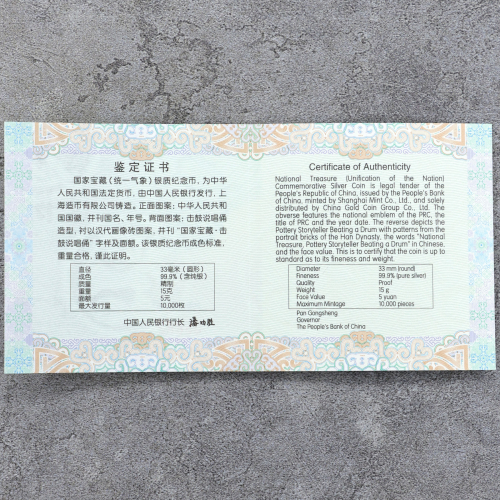 鉴定证书
国家宝藏（统一气象）银质纪念币，为中华
人民共和国法定货币，由中国人民银行发行，上
海造币有限公司铸造。正面图案：中华人民共和
国国徽，并刊国名、年号。背面图案：击鼓说唱俑
造型，衬以汉代画像砖图案，并刊“国家宝藏·击
鼓说唱俑”字样及面额。该银质纪念币成色标准，
重量合格，谨此证明。
直径 33毫米（圆形）
成色 99.9%（含纯银）
质量 精制
重量 15克
面额 5元
最大发行量 10,000枚
中国人民银行行长 潘功胜
Certificate of Authenticity
National Treasure (Unification of the Nation)
Commemorative Silver Coin is legal tender of the
People's Republic of China, issued by the People's Bank
of China, minted by Shanghai Mint Co., Ltd., and solely
distributed by China Gold Coin Group Co., Ltd. The
obverse features the national emblem of the PRC, the
title of PRC and the year date. The reverse depicts the
Pottery Storyteller Beating a Drum with patterns from the
portrait bricks of the Han Dynasty, the words "National
Treasure, Pottery Storyteller Beating a Drum" in Chinese,
and the face value. This is to certify that the coin is up to
standard as to its fineness and weight.
Diameter 33 mm (round)
Fineness 99.9% (pure silver)
Quality Proof
Weight 15 g
Face Value 5 yuan
Maximum Mintage 10,000 pieces
Pan Gongsheng
Governor
The People's Bank of China